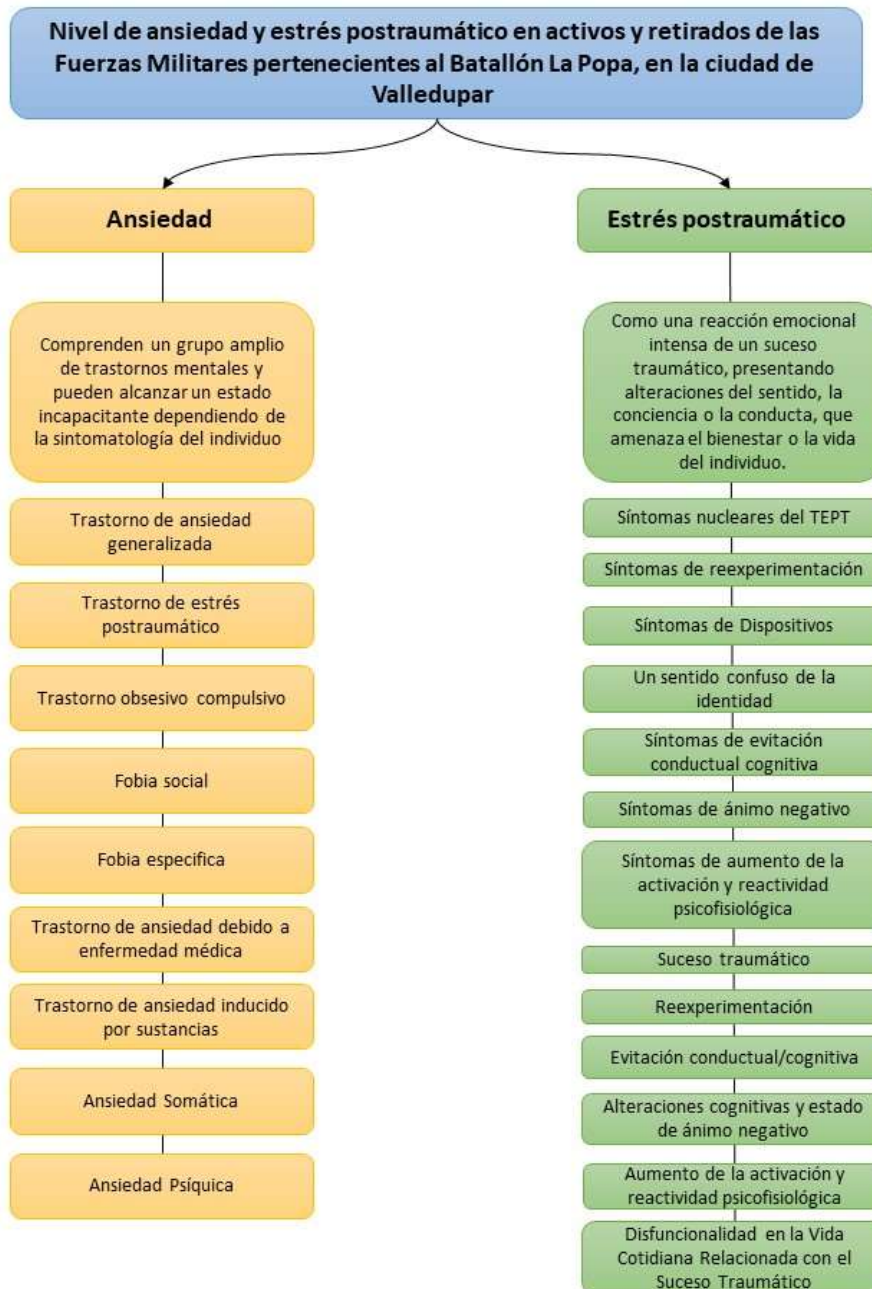 Nivel de ansiedad y estrés postraumático en activos y retirados de las
Fuerzas Militares pertenecientes al Batallón La Popa, en la ciudad de
Valledupar
Ansiedad
Comprenden un grupo amplio
de trastornos mentales y
pueden alcanzar un estado
incapacitante dependiendo de
la sintomatología del individuo
Trastorno de ansiedad
generalizada
Trastorno de estrés
postraumático
Trastorno obsesivo compulsivo
Fobia social
Fobia especifica
Trastorno de ansiedad debido a
enfermedad médica
Trastorno de ansiedad inducido
por sustancias
Ansiedad Somática
Ansiedad Psíquica
Estrés postraumático
Como una reacción emocional
intensa de un suceso
traumático, presentando
alteraciones del sentido, la
conciencia o la conducta, que
amenaza el bienestar o la vida
del individuo.
Síntomas nucleares del TEPT
Síntomas de reexperimentación
Síntomas de Dispositivos
Un sentido confuso de la
identidad
Síntomas de evitación
conductual cognitiva
Síntomas de ánimo negativo
Síntomas de aumento de la
activación y reactividad
psicofisiológica
Suceso traumático
Reexperimentación
Evitación conductual/cognitiva
Alteraciones cognitivas y estado
de ánimo negativo
Aumento de la activación y
reactividad psicofisiológica
Disfuncionalidad en la Vida
Cotidiana Relacionada con el
Suceso Traumático